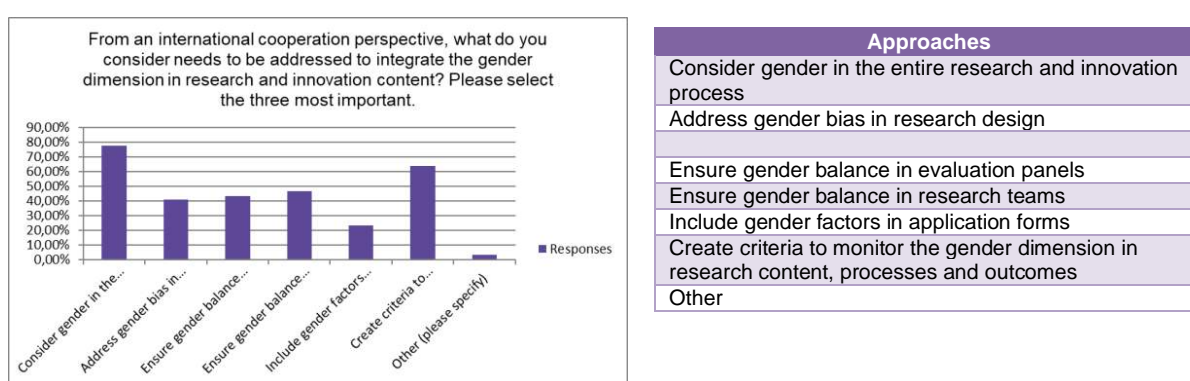 From an international cooperation perspective, what do you
consider needs to be addressed to integrate the gender
dimension in research and innovation content? Please select
the three most important.
90,00%
80,00%
70,00%
60,00%
50,00%
40,00%
30,00%
20,00%
10,00%
0,00%
Consider gender in the...
Address gender bias in...
Ensure gender balance...
Ensure gender balance...
Include gender factors...
Create criteria to...
Other (please specify)
Responses
Approaches
Consider gender in the entire research and innovation
process
Address gender bias in research design
Ensure gender balance in evaluation panels
Ensure gender balance in research teams
Include gender factors in application forms
Create criteria to monitor the gender dimension in
research content, processes and outcomes
Other